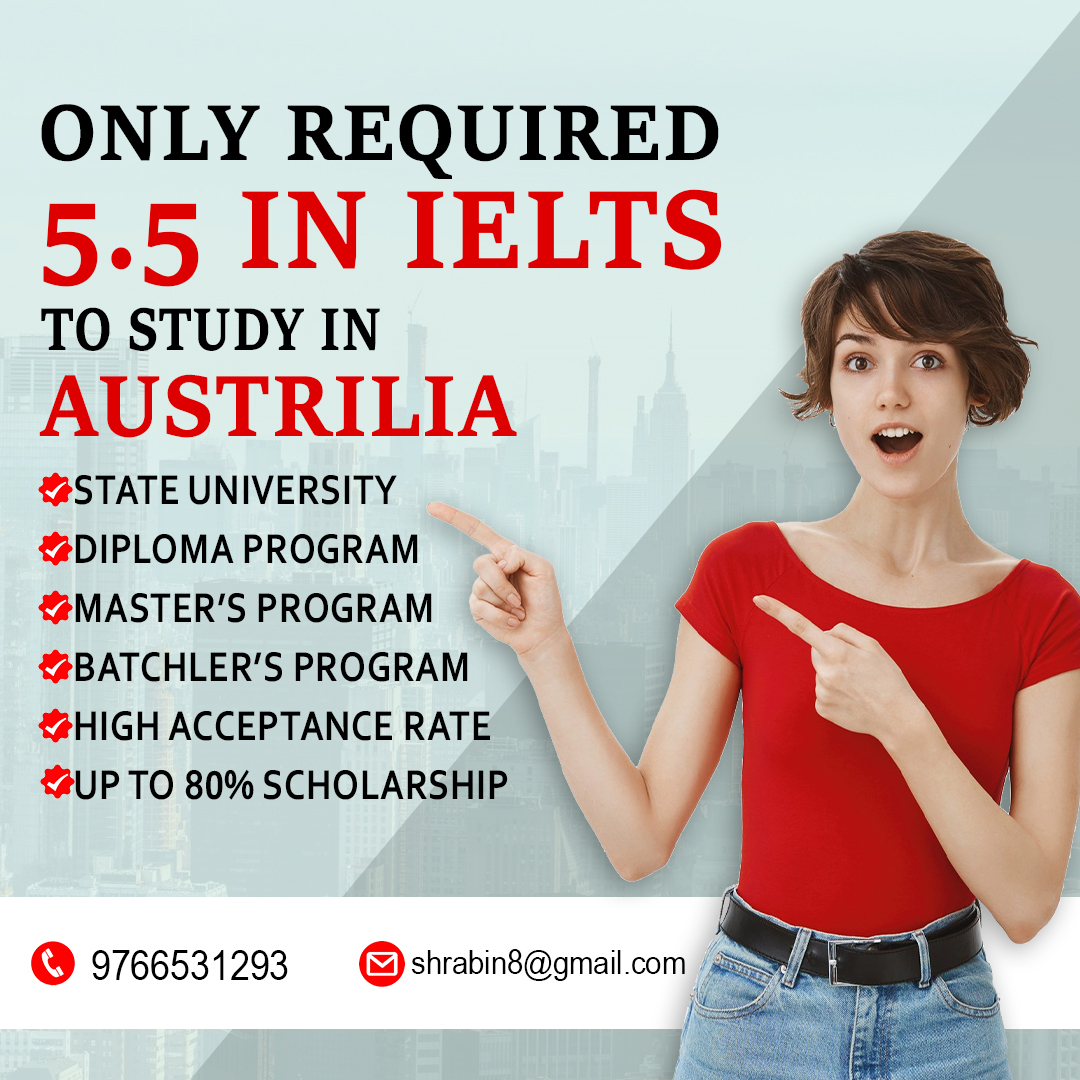 ONLY REQUIRED
5.5 IN IELTS
TO STUDY IN
AUSTRILIA
STATE UNIVERSITY
DIPLOMA PROGRAM
MASTER'S PROGRAM
BATCHLER'S PROGRAM
HIGH ACCEPTANCE RATE
UP TO 80% SCHOLARSHIP
9766531293 shrabin8@gmail.com